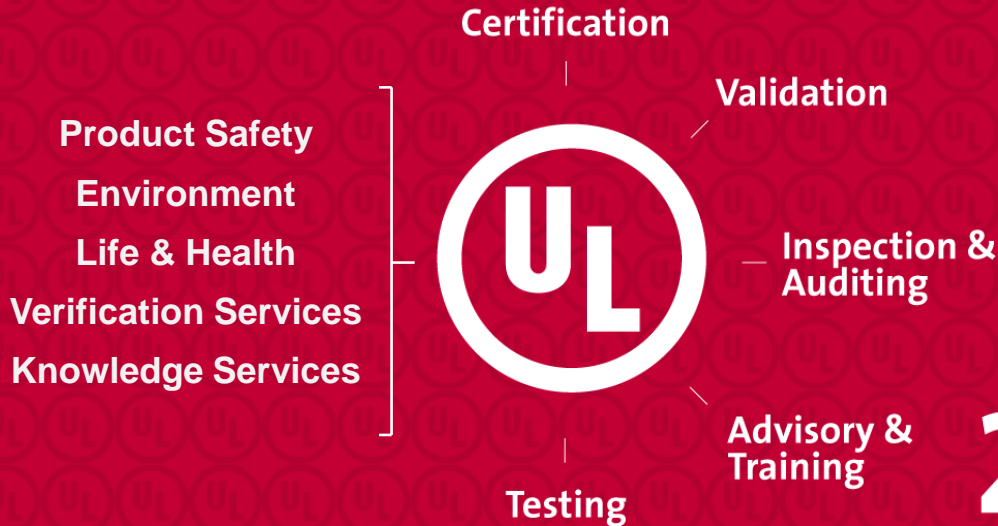 Certification
Validation
Product Safety
Environment
Life & Health
Verification Services
Knowledge Services
UL
Inspection &
Auditing
Advisory &
Training
Testing